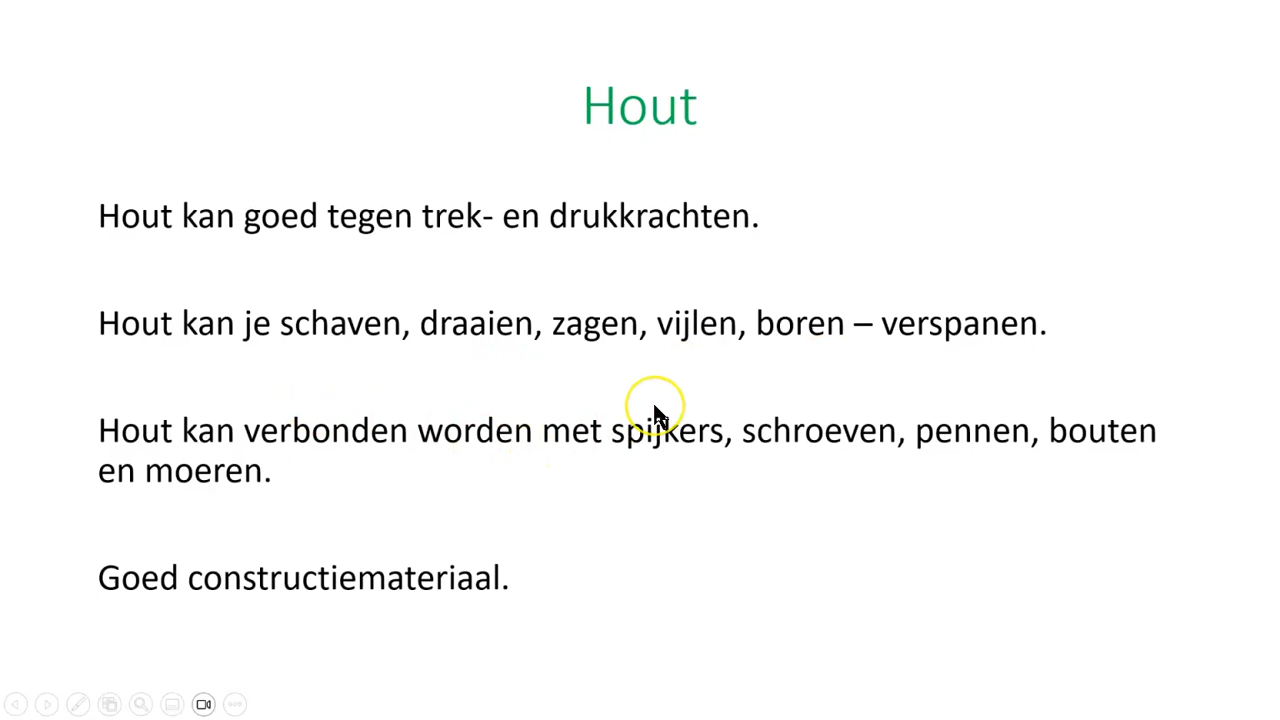 Hout
Hout kan goed tegen trek- en drukkrachten.
Hout kan je schaven, draaien, zagen, vijlen, boren – verspanen.
Hout kan verbonden worden met spijkers, schroeven, pennen, bouten
en moeren.
Goed constructiemateriaal.